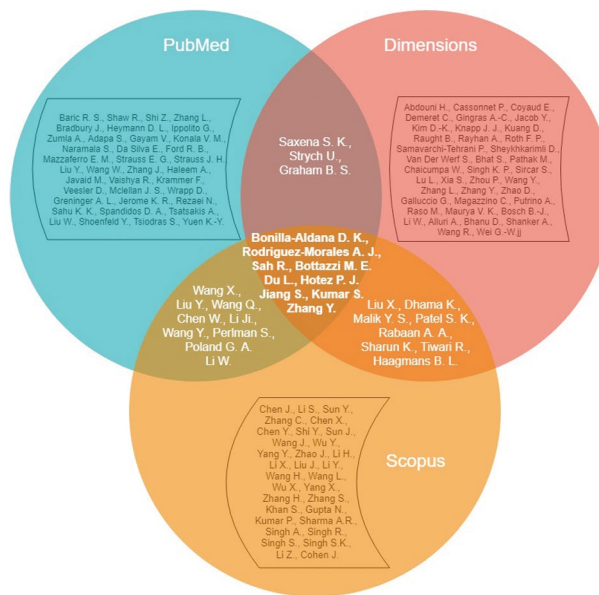 PubMed
Dimensions
Baric R. S., Shaw R., Shi Z., Zhang L.,
Bradbury J., Heymann D. L., Ippolito G.,
Zumla A., Adapa S., Gayam V., Konala V. M.,
Naramala S., Da Silva E., Ford R. B.,
Mazzaferro E. M., Strauss E. G., Strauss J. H.
Liu Y., Wang W., Zhang J., Haleem A.,
Javaid M., Vaishya R., Krammer F.,
Veesler D., Mclellan J. S., Wrapp D.,
Greninger A. L., Jerome K. R., Rezaei N.,
Sahu K. K., Spandidos D. A., Tsatsakis A.,
Liu W., Shoenfeld Y., Tsiodras S., Yuen K.-Y.
Saxena S. K.,
Strych U.,
Graham B. S.
Abdouni H., Cassonnet P., Coyaud E.,
Demeret C., Gingras A.-C., Jacob Y.,
Kim D.-K., Knapp J. J., Kuang D.,
Raught B., Rayhan A., Roth F. P.,
Samavarchi-Tehrani P., Sheykhkarimli D.,
Van Der Werf S., Bhat S., Pathak M.,
Chaicumpa W., Singh K. P., Sircar S.,
Lu L., Xia S., Zhou P., Wang Y.,
Zhang L., Zhang Y., Zhao D.,
Galluccio G., Magazzino C., Putrino A.,
Raso M., Maurya V. K., Bosch B.-J.,
Li W., Alluri A., Bhanu D., Shanker A.,
Wang R., Wei G.-W.jj
Bonilla-Aldana D. K.,
Rodriguez-Morales A. J.,
Sah R., Bottazzi M. E.
Du L., Hotez P. J.
Jiang S., Kumar S.
Zhang Y.
Wang X.,
Liu Y., Wang Q.,
Chen W., Li Ji.,
Wang Y., Perlman S.,
Poland G. A.
Li W.
Liu X., Dhama K.,
Malik Y. S., Patel S. K.,
Rabaan A. A.,
Sharun K., Tiwari R.,
Haagmans B. L.
Chen J., Li S., Sun Y.,
Zhang C., Chen X.,
Chen Y., Shi Y., Sun J.,
Wang J., Wu Y.,
Yang Y., Zhao J., Li H.,
Li X., Liu J., Li Y.,
Wang H., Wang L.,
Wu X., Yang X.,
Zhang H., Zhang S.,
Khan S., Gupta N.,
Kumar P., Sharma A.R.,
Singh A., Singh R.,
Singh S., Singh S.K.,
Li Z., Cohen J.
Scopus